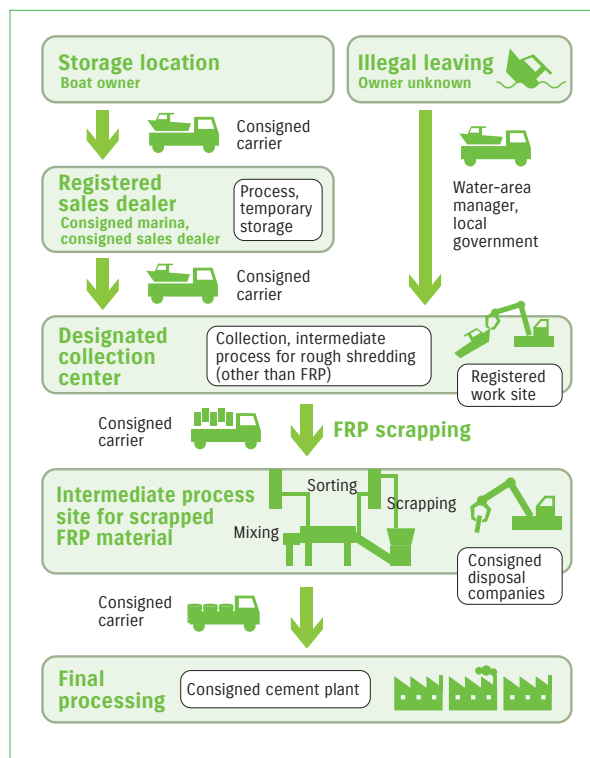 Storage location
Boat owner
Illegal leaving
Owner unknown
Consigned
carrier
Water-area
manager,
local
government
Registered
sales dealer
Consigned marina,
consigned sales dealer
Process,
temporary
storage
Consigned
carrier
Designated
collection
center
Collection, intermediate
process for rough shredding
(other than FRP)
Registered
work site
Consigned
carrier
FRP scrapping
Intermediate process
site for scrapped
FRP material
Sorting
Scrapping
Mixing
Consigned
disposal
companies
Consigned
carrier
Final
processing
Consigned cement plant